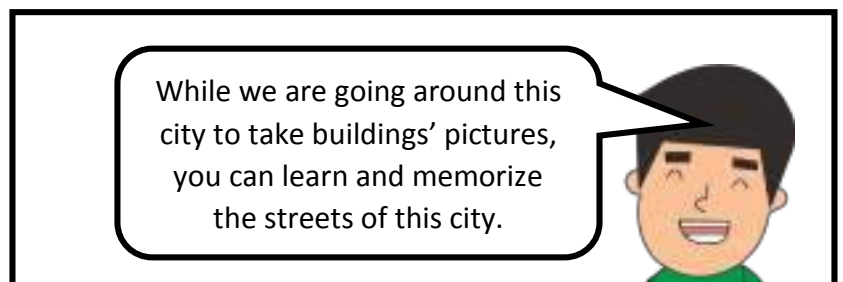 While we are going around this
city to take buildings’ pictures,
you can learn and memorize
the streets of this city.